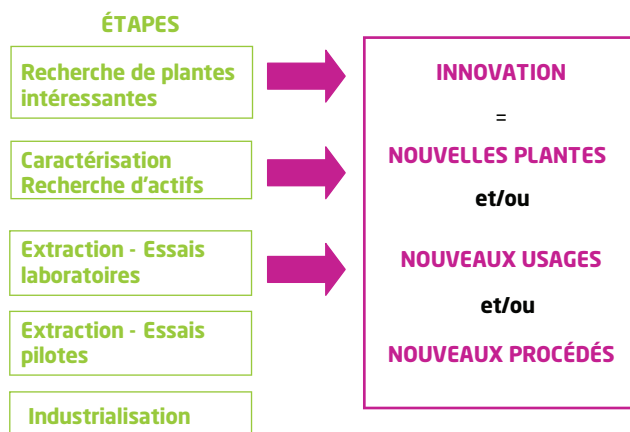 ÉTAPES
Recherche de plantes
intéressantes
Caractérisation
Recherche d'actifs
Extraction - Essais
laboratoires
Extraction - Essais
pilotes
Industrialisation
INNOVATION
=
NOUVELLES PLANTES
et/ou
NOUVEAUX USAGES
et/ou
NOUVEAUX PROCÉDÉS